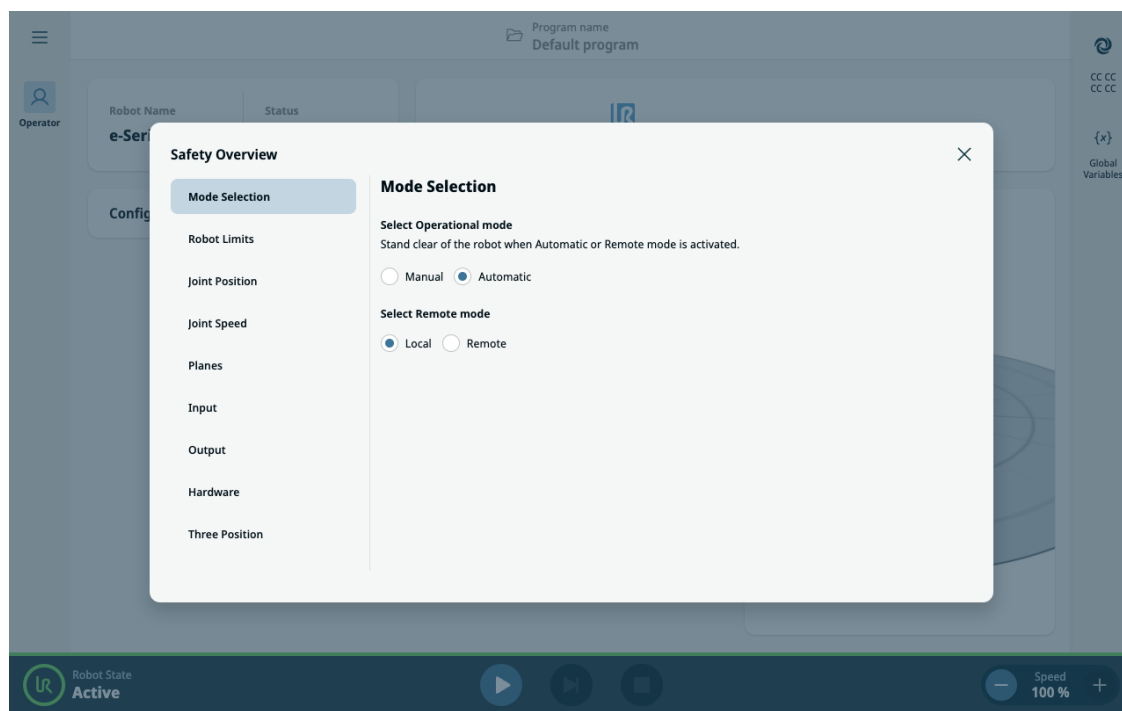 Program name
Default program
Operator
Robot Name
Status
e-Seri
Config
CC CC
CC CC
{x}
Global
Variables
Safety Overview
Mode Selection
Robot Limits
Joint Position
Joint Speed
Planes
Input
Output
Hardware
Three Position
Mode Selection
Select Operational mode
Stand clear of the robot when Automatic or Remote mode is activated.
Manual Automatic
Select Remote mode
Local Remote
Robot State
Active
Speed
100 %